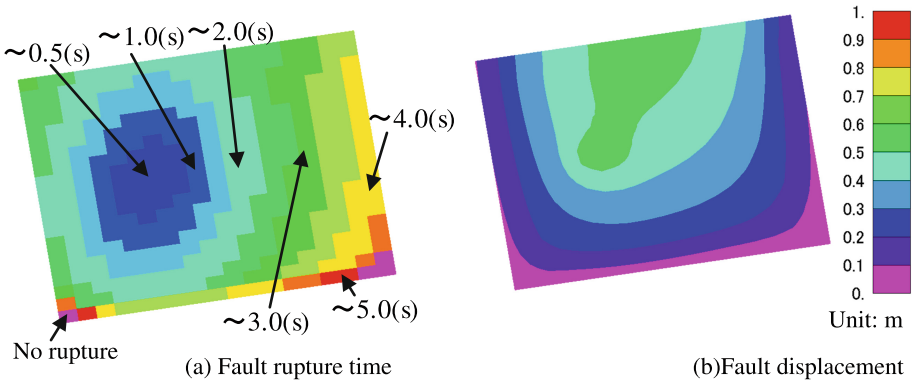 ~0.5(s)
~1.0(s)
~2.0(s)
~4.0(s)
~3.0(s)
~5.0(s)
No rupture
(a) Fault rupture time
1.
0.9
0.8
0.7
0.6
0.5
0.4
0.3
0.2
0.1
0.
Unit: m
(b)Fault displacement